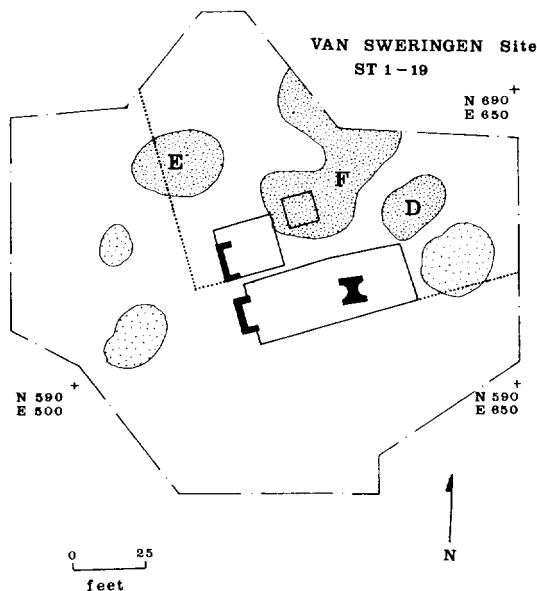 VAN SWERINGEN Site
ST 1-19
N 690
E 650
E
F
D
N 590
E 500
N 590
E 650
0 25
feet
N